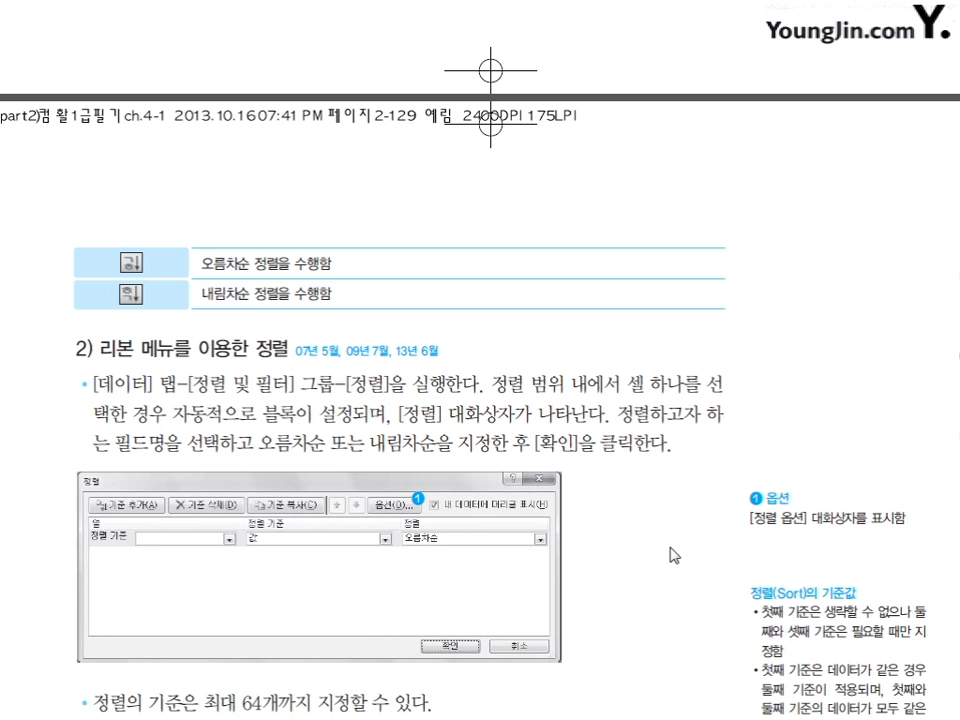 YoungJin.com Y.
part2)컴활1급필기ch.4-1 2013.10.1607:41 PM 페이지2-129 예림 2400DPI 175LPI
오름차순 정렬을 수행함
내림차순 정렬을 수행함
2) 리본 메뉴를 이용한 정렬 07년 5월, 09년 7월, 13년 6월
• [데이터] 탭-[정렬 및 필터] 그룹-[정렬]을 실행한다. 정렬 범위 내에서 셀 하나를 선
택한 경우 자동적으로 블록이 설정되며, [정렬] 대화상자가 나타난다. 정렬하고자 하
는 필드명을 선택하고 오름차순 또는 내림차순을 지정한 후 [확인]을 클릭한다.
정렬
기준 추가(A) 기준 삭제(D) 기준 복사(C) 옵션(O)... 1 내 데이터에 머리글 표시(H)
열 정렬 기준 정렬
정렬 기준 값 오름차순
확인 취소
• 정렬의 기준은 최대 64개까지 지정할 수 있다.
1 옵션
[정렬 옵션] 대화상자를 표시함
정렬(Sort)의 기준값
• 첫째 기준은 생략할 수 없으나 둘
째와 셋째 기준은 필요할 때만 지
정함
• 첫째 기준은 데이터가 같은 경우
둘째 기준이 적용되며, 첫째와
둘째 기준의 데이터가 모두 같은